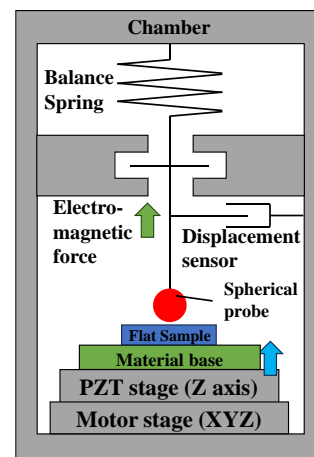 Chamber
Balance
Spring
Electro-
magnetic
force
Displacement
sensor
Spherical
probe
Flat Sample
Material base
PZT stage (Z axis)
Motor stage (XYZ)